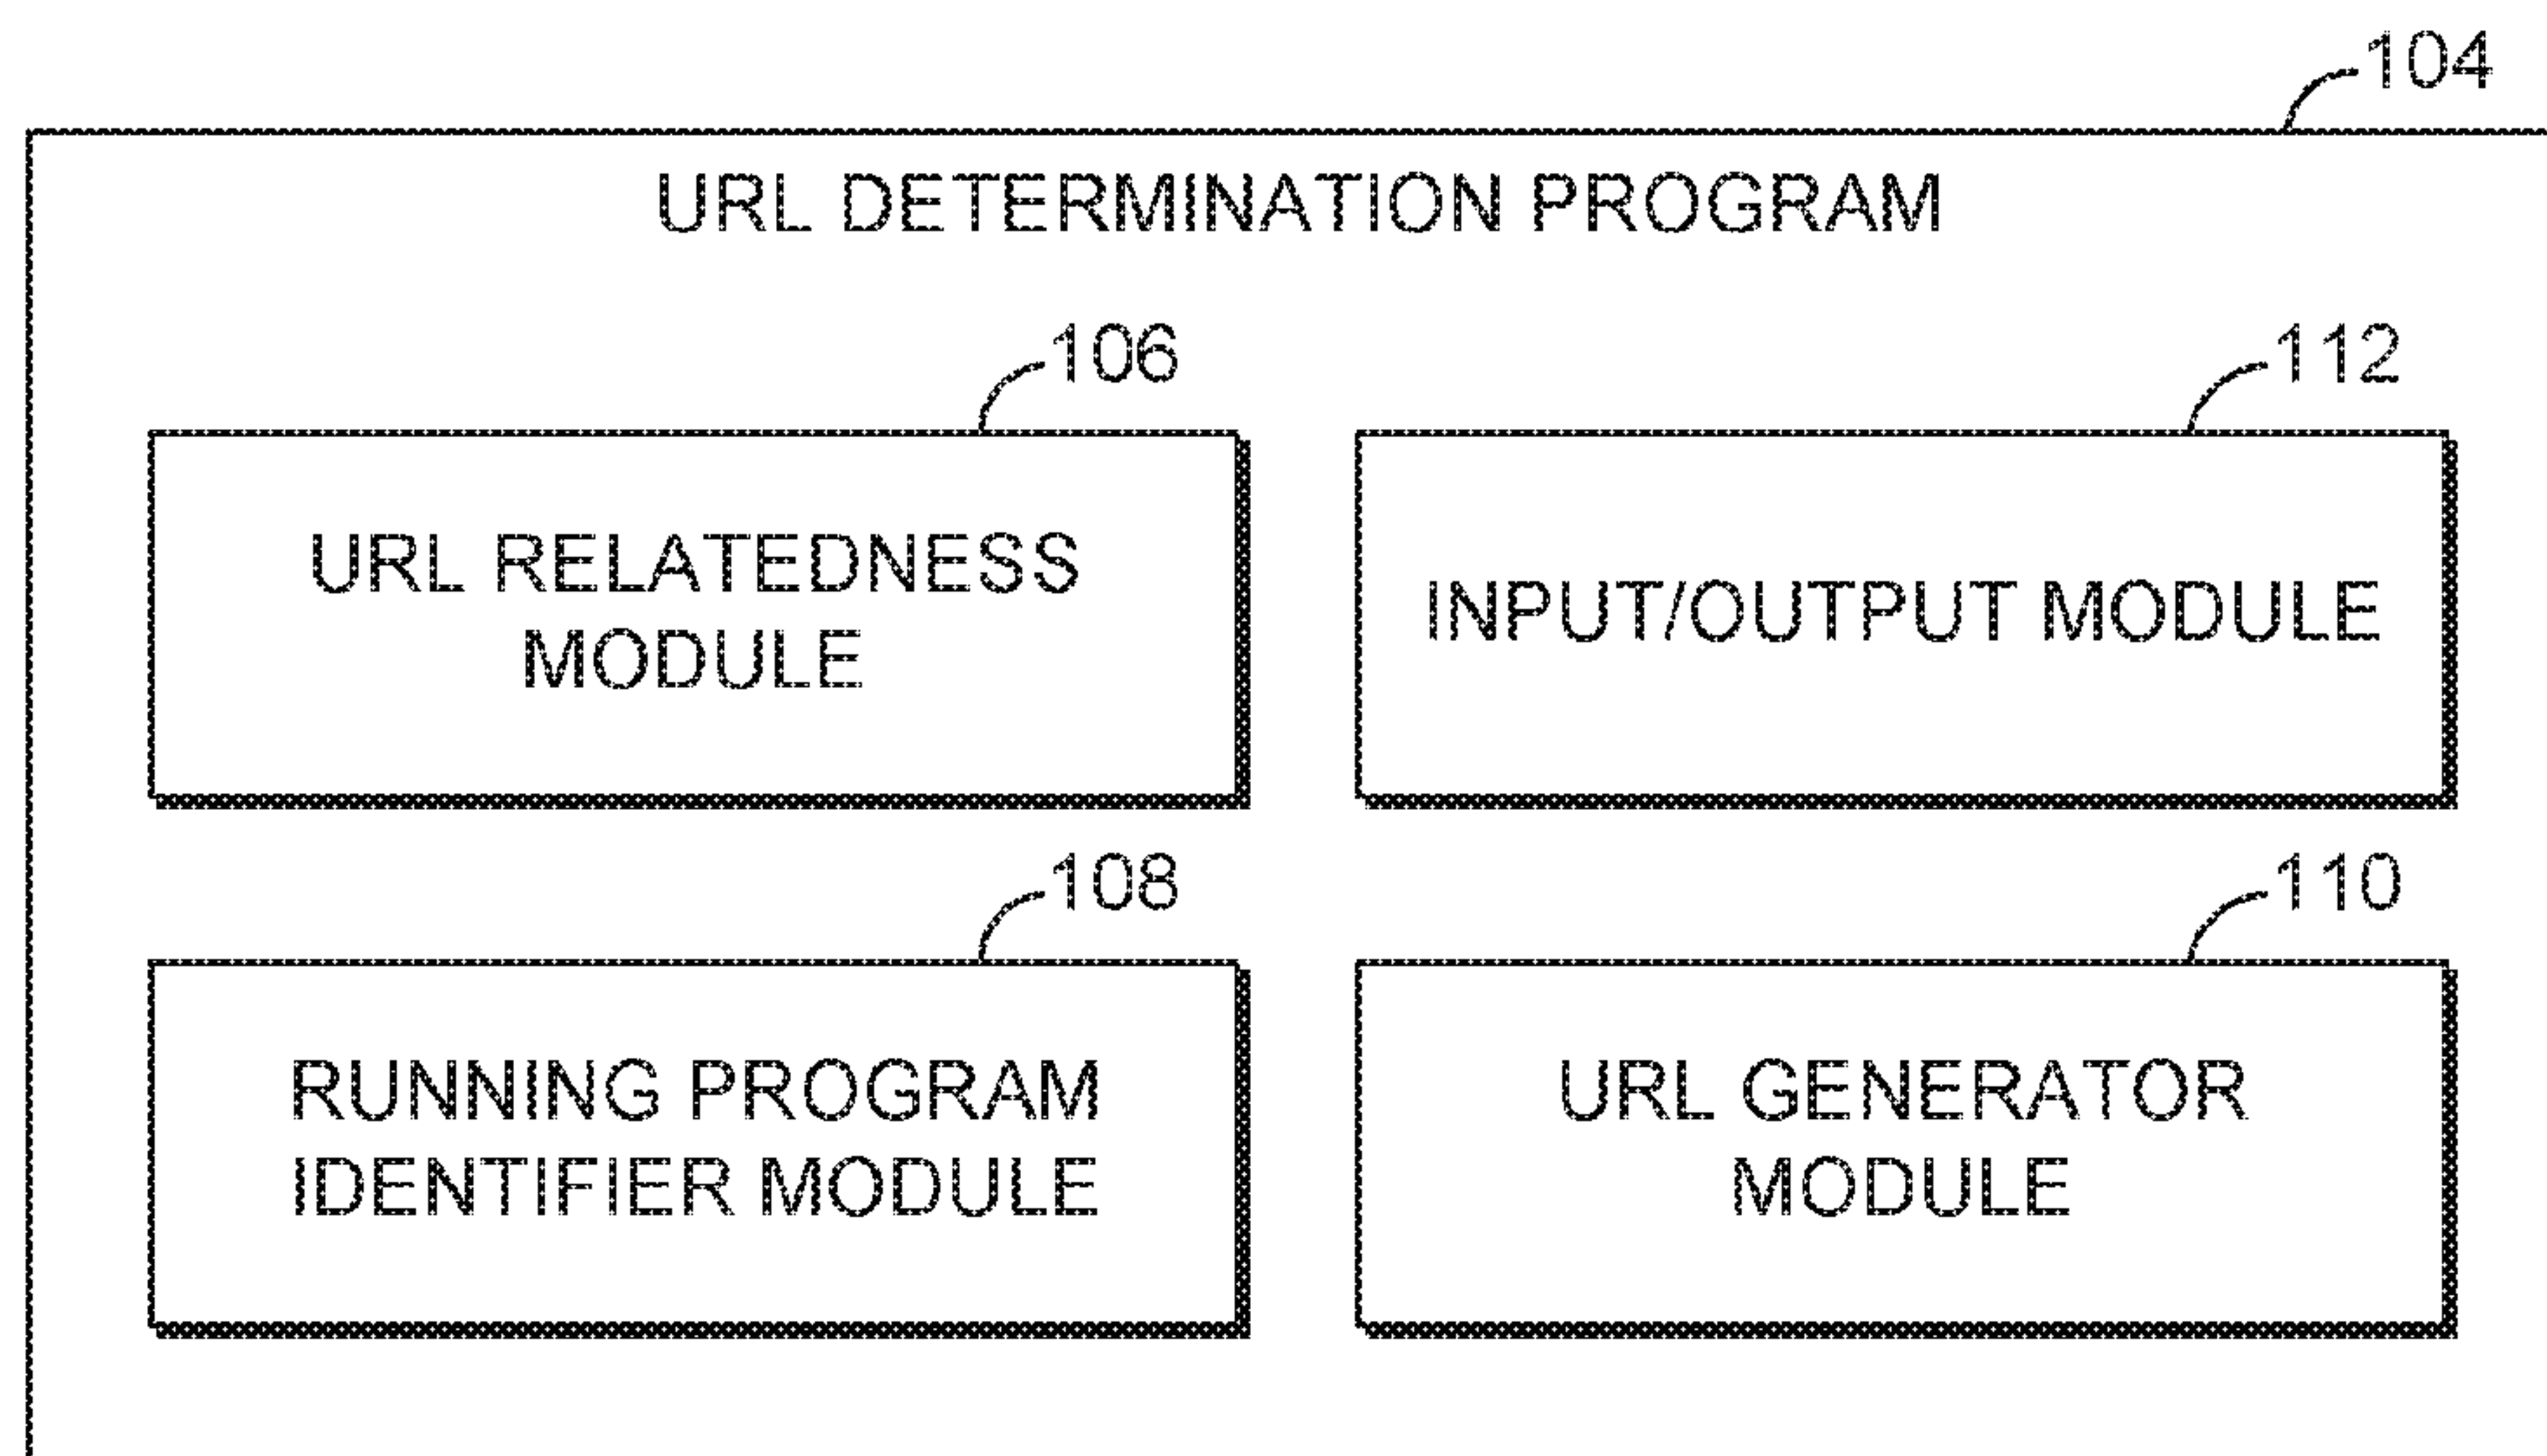 104
URL DETERMINATION PROGRAM
106
112
URL RELATEDNESS
MODULE
INPUT/OUTPUT MODULE
108
110
RUNNING PROGRAM
IDENTIFIER MODULE
URL GENERATOR
MODULE